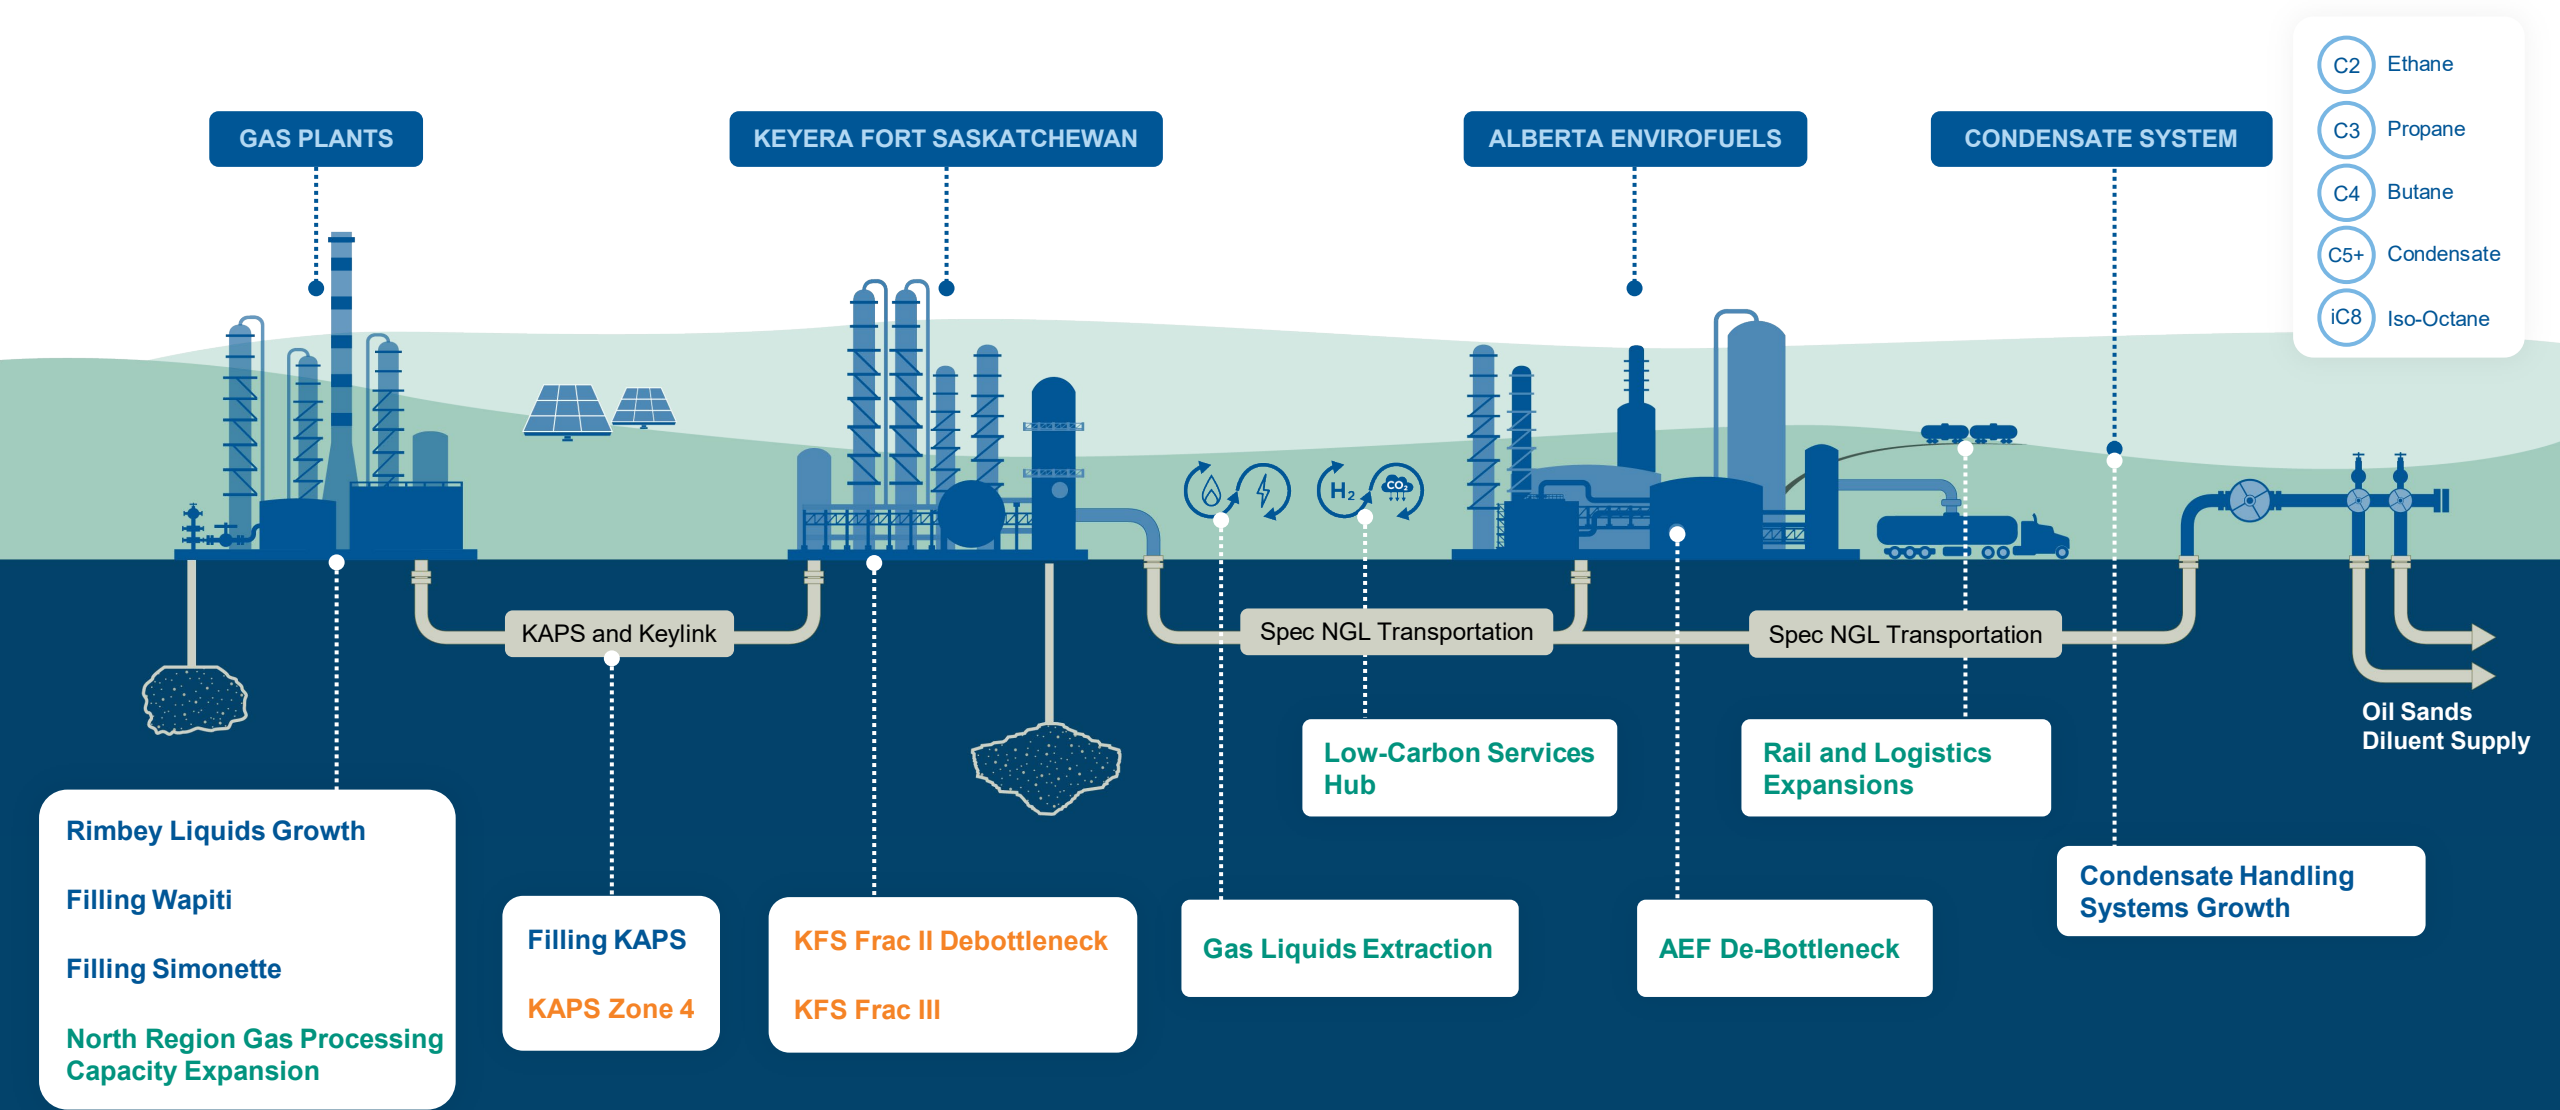 GAS PLANTS
KEYERA FORT SASKATCHEWAN
ALBERTA ENVIROFUELS
CONDENSATE SYSTEM
C2 Ethane
C3 Propane
C4 Butane
C5+ Condensate
iC8 Iso-Octane
H2
CO2
KAPS and Keylink
Spec NGL Transportation
Spec NGL Transportation
Oil Sands
Diluent Supply
Low-Carbon Services
Hub
Rail and Logistics
Expansions
Rimbey Liquids Growth
Filling Wapiti
Filling Simonette
North Region Gas Processing
Capacity Expansion
Filling KAPS
KAPS Zone 4
KFS Frac II Debottleneck
KFS Frac III
Gas Liquids Extraction
AEF De-Bottleneck
Condensate Handling
Systems Growth